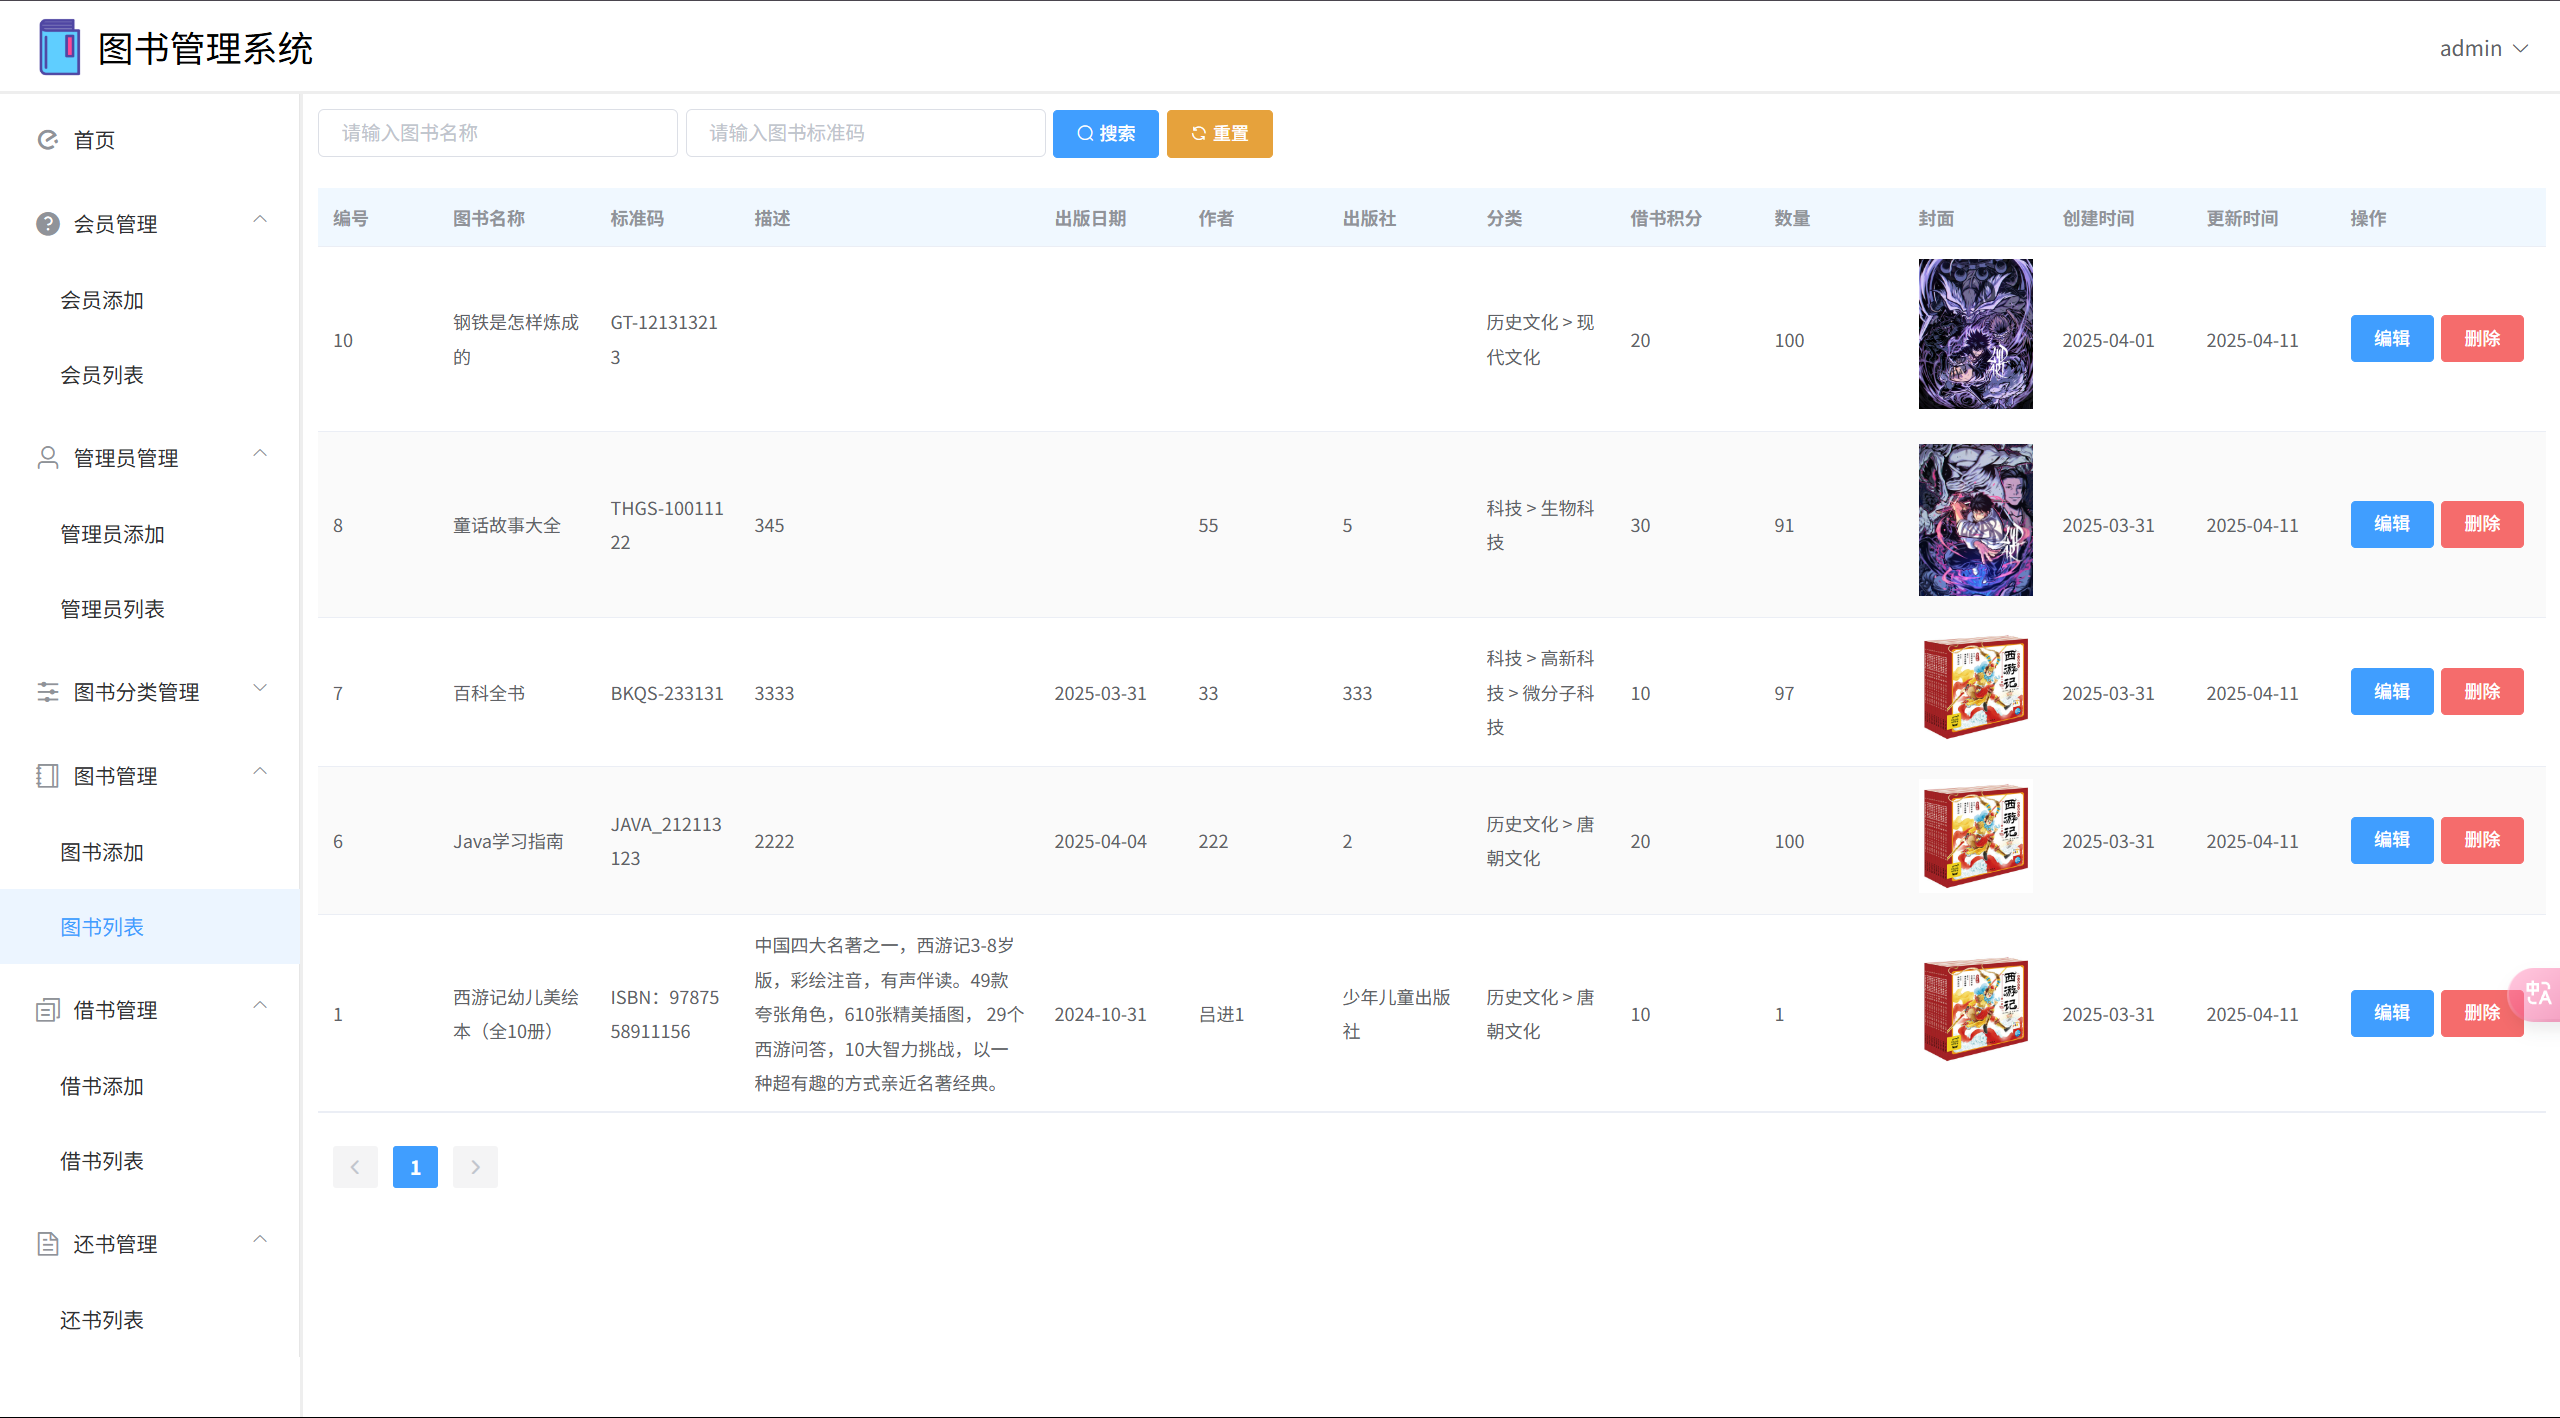 图书管理系统
admin
首页
会员管理
会员添加
会员列表
管理员管理
管理员添加
管理员列表
图书分类管理
图书管理
图书添加
图书列表
借书管理
借书添加
借书列表
还书管理
还书列表
请输入图书名称
请输入图书标准码
搜索
重置
编号 图书名称 标准码 描述 出版日期 作者 出版社 分类 借书积分 数量 封面 创建时间 更新时间 操作
10
钢铁是怎样炼成
的
GT-12131321
3
历史文化 > 现
代文化
20
100
2025-04-01
2025-04-11
编辑
删除
8
童话故事大全
THGS-100111
22
345
55
5
科技 > 生物科
技
30
91
2025-03-31
2025-04-11
编辑
删除
7
百科全书
BKQS-233131
3333
2025-03-31
33
333
科技 > 高新科
技 > 微分子科
技
10
97
西游记
2025-03-31
2025-04-11
编辑
删除
6
Java学习指南
JAVA_212113
123
2222
2025-04-04
222
2
历史文化 > 唐
朝文化
20
100
西游记
2025-03-31
2025-04-11
编辑
删除
1
西游记幼儿美绘
本（全10册）
ISBN：97875
58911156
中国四大名著之一，西游记3-8岁
版，彩绘注音，有声伴读。49款
夸张角色，610张精美插图， 29个
西游问答，10大智力挑战，以一
种超有趣的方式亲近名著经典。
2024-10-31
吕进1
少年儿童出版
社
历史文化 > 唐
朝文化
10
1
西游记
2025-03-31
2025-04-11
编辑
删除
中A
1